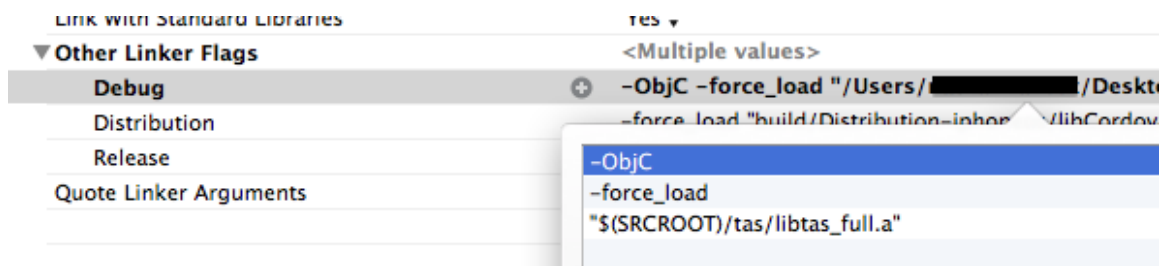 Link With Standard Libraries Yes
Other Linker Flags <Multiple values>
Debug -ObjC -force_load "/Users/ /Deskt
Distribution -force_load "build/Distribution-iphon /libCordov
Release
-ObjC
Quote Linker Arguments
-force_load
"$(SRCROOT)/tas/libtas_full.a"